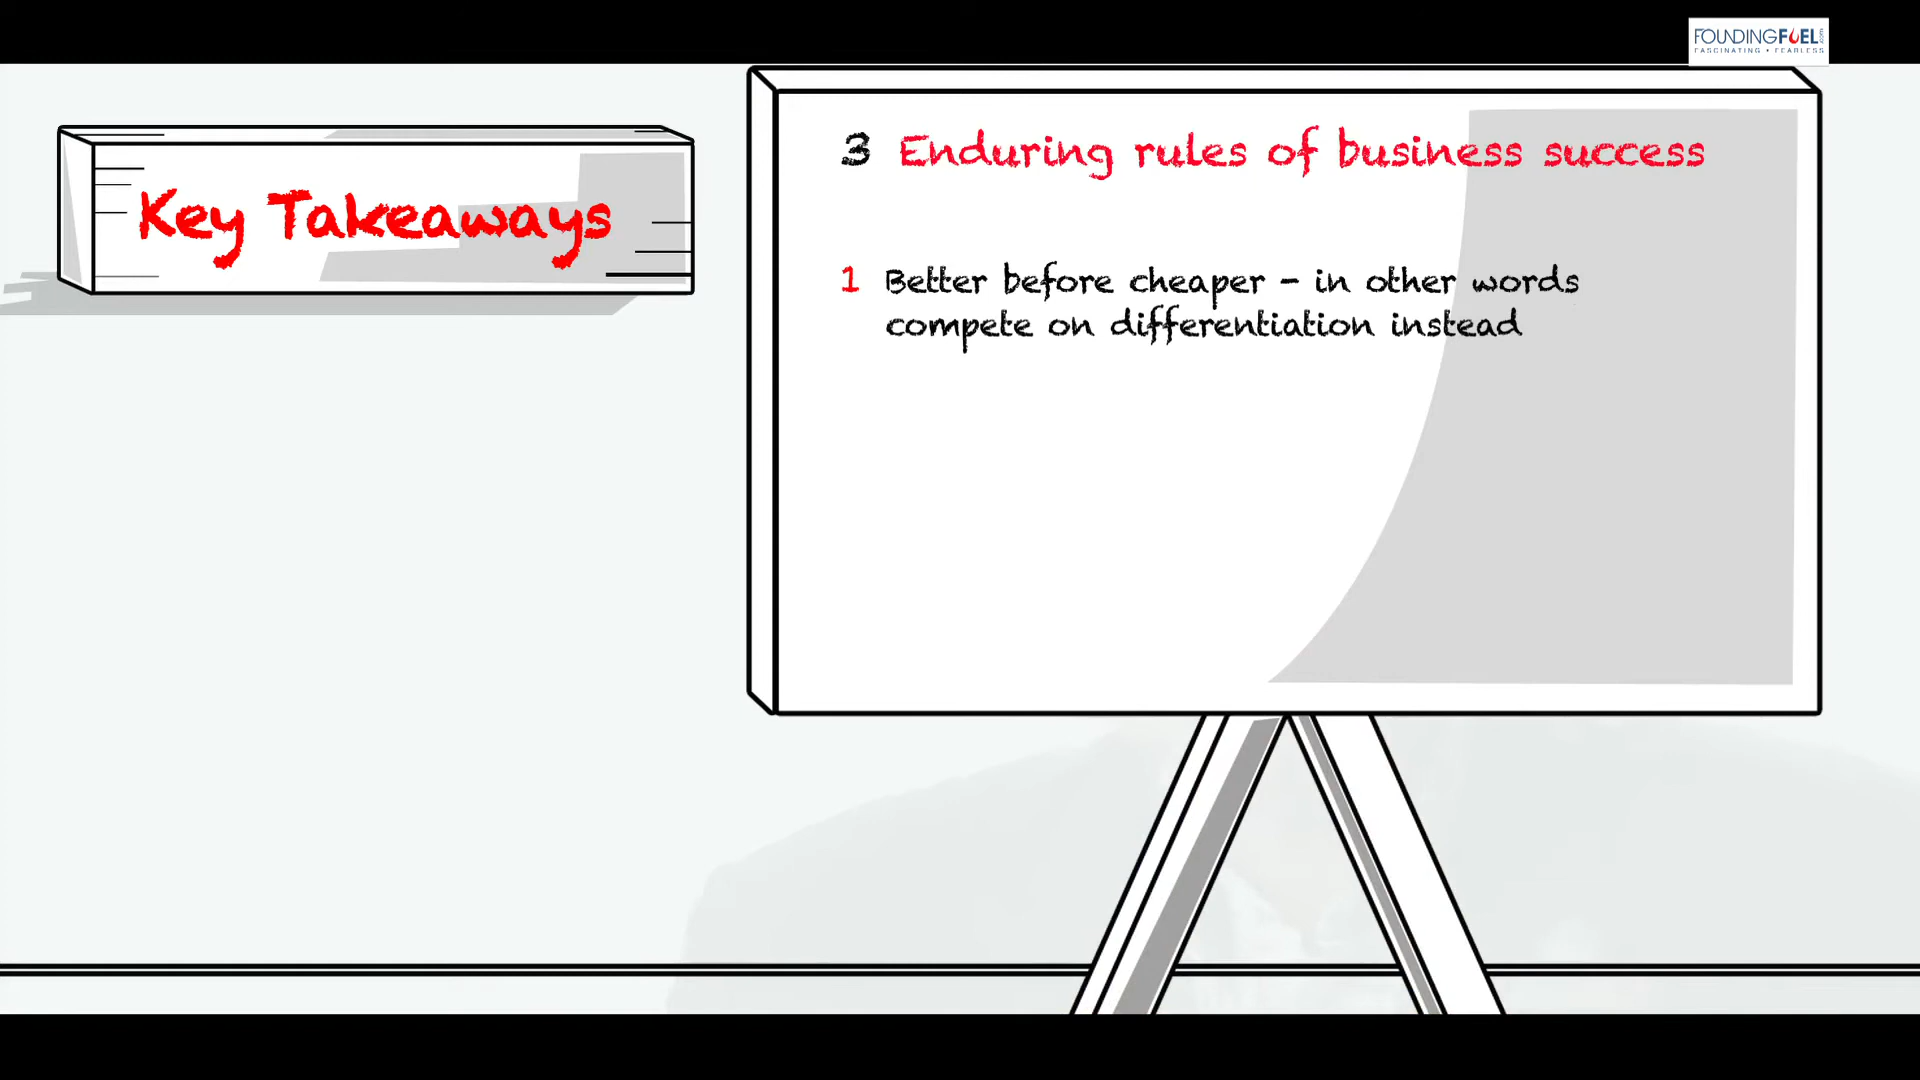 FOUNDINGFUEL.com
FASCINATING • FEARLESS
Key Takeaways
3 Enduring rules of business success
1 Better before cheaper - in other words
compete on differentiation instead